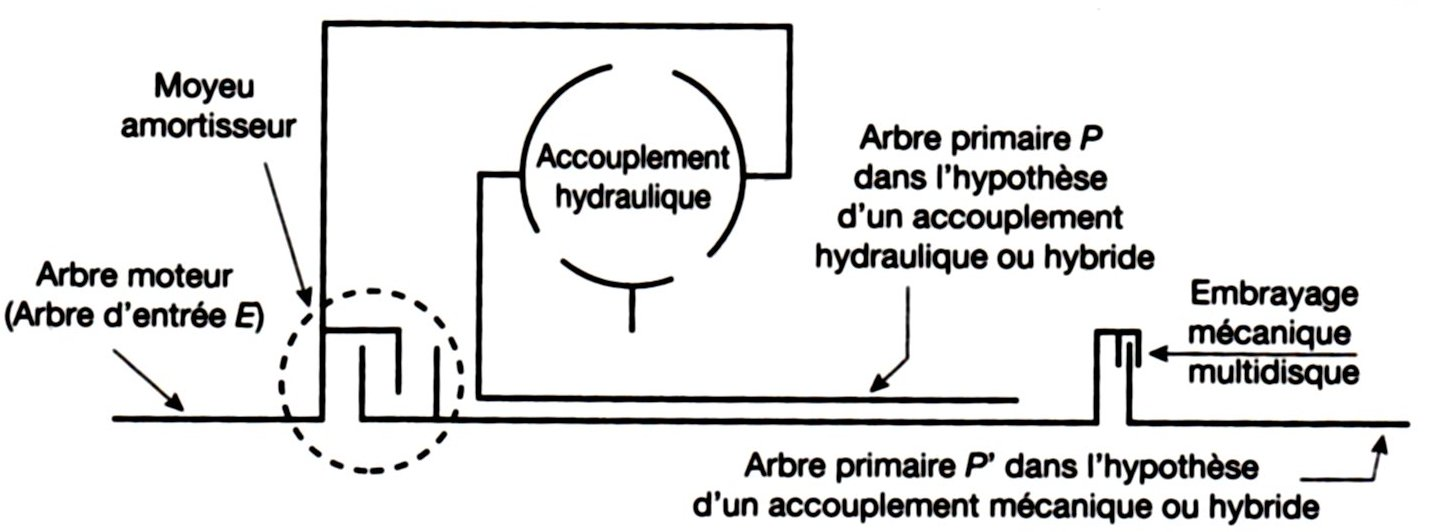 Moyeu
amortisseur
Accouplement
hydraulique
Arbre primaire P
dans l'hypothèse
d'un accouplement
hydraulique ou hybride
Arbre moteur
(Arbre d'entrée E)
Embrayage
mécanique
multidisque
Arbre primaire P' dans l'hypothèse
d'un accouplement mécanique ou hybride